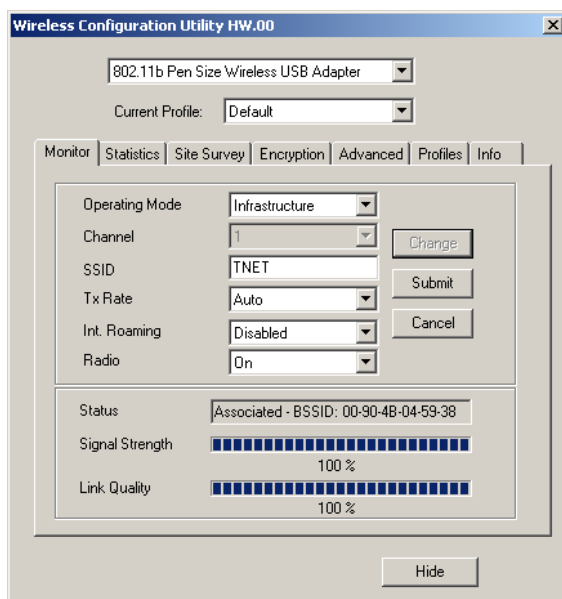 Wireless Configuration Utility HW.00
802.11b Pen Size Wireless USB Adapter
Current Profile: Default
Monitor Statistics Site Survey Encryption Advanced Profiles Info
Operating Mode Infrastructure
Channel 1
Change
SSID TNET
Submit
Tx Rate Auto
Cancel
Int. Roaming Disabled
Radio On
Status Associated - BSSID: 00-90-4B-04-59-38
Signal Strength
100 %
Link Quality
100 %
Hide